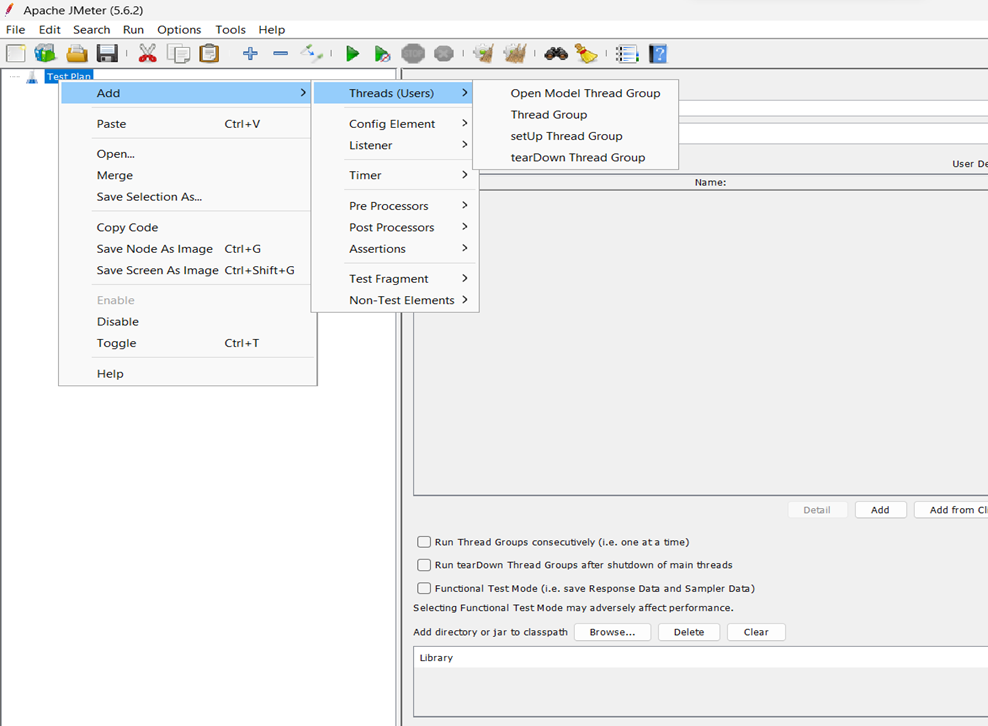 Apache JMeter (5.6.2)
File Edit Search Run Options Tools Help
Test Plan
Add
Paste Ctrl+V
Open...
Merge
Save Selection As...
Copy Code
Save Node As Image Ctrl+G
Save Screen As Image Ctrl+Shift+G
Enable
Disable
Toggle Ctrl+T
Help
Threads (Users)
Config Element
Listener
Timer
Pre Processors
Post Processors
Assertions
Test Fragment
Non-Test Elements
Open Model Thread Group
Thread Group
setUp Thread Group
tearDown Thread Group
User De
Name:
Detail Add Add from Cli
Run Thread Groups consecutively (i.e. one at a time)
Run tearDown Thread Groups after shutdown of main threads
Functional Test Mode (i.e. save Response Data and Sampler Data)
Selecting Functional Test Mode may adversely affect performance.
Add directory or jar to classpath Browse... Delete Clear
Library